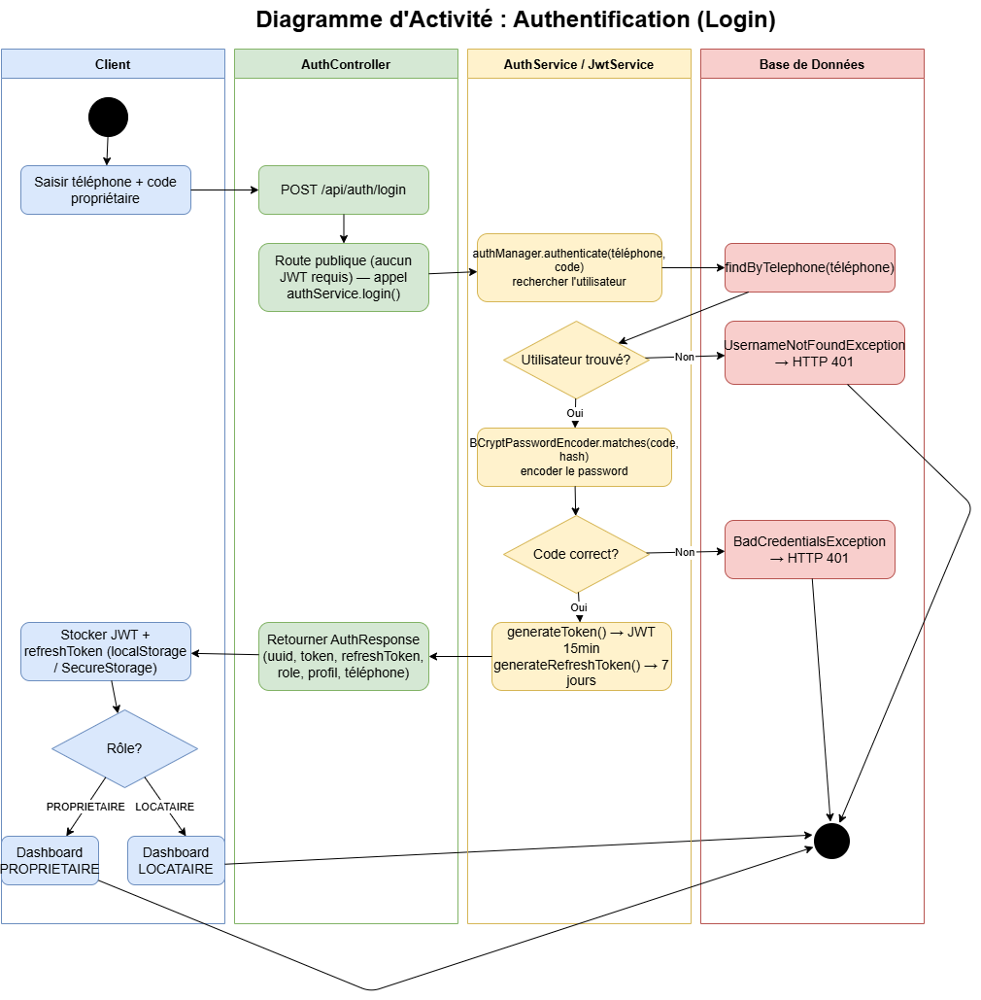 Diagramme d'Activité : Authentification (Login)
Client
AuthController
AuthService / JwtService
Base de Données
Saisir téléphone + code
propriétaire
POST /api/auth/login
Route publique (aucun
JWT requis) — appel
authService.login()
authManager.authenticate(téléphone,
code)
rechercher l'utilisateur
findByTelephone(téléphone)
Utilisateur trouvé?
Non
UsernameNotFoundException
→ HTTP 401
Oui
BCryptPasswordEncoder.matches(code,
hash)
encoder le password
Code correct?
Non
BadCredentialsException
→ HTTP 401
Oui
generateToken() → JWT
15min
generateRefreshToken() → 7
jours
Retourner AuthResponse
(uuid, token, refreshToken,
role, profil, téléphone)
Stocker JWT +
refreshToken (localStorage
/ SecureStorage)
Rôle?
PROPRIETAIRE
LOCATAIRE
Dashboard
PROPRIETAIRE
Dashboard
LOCATAIRE